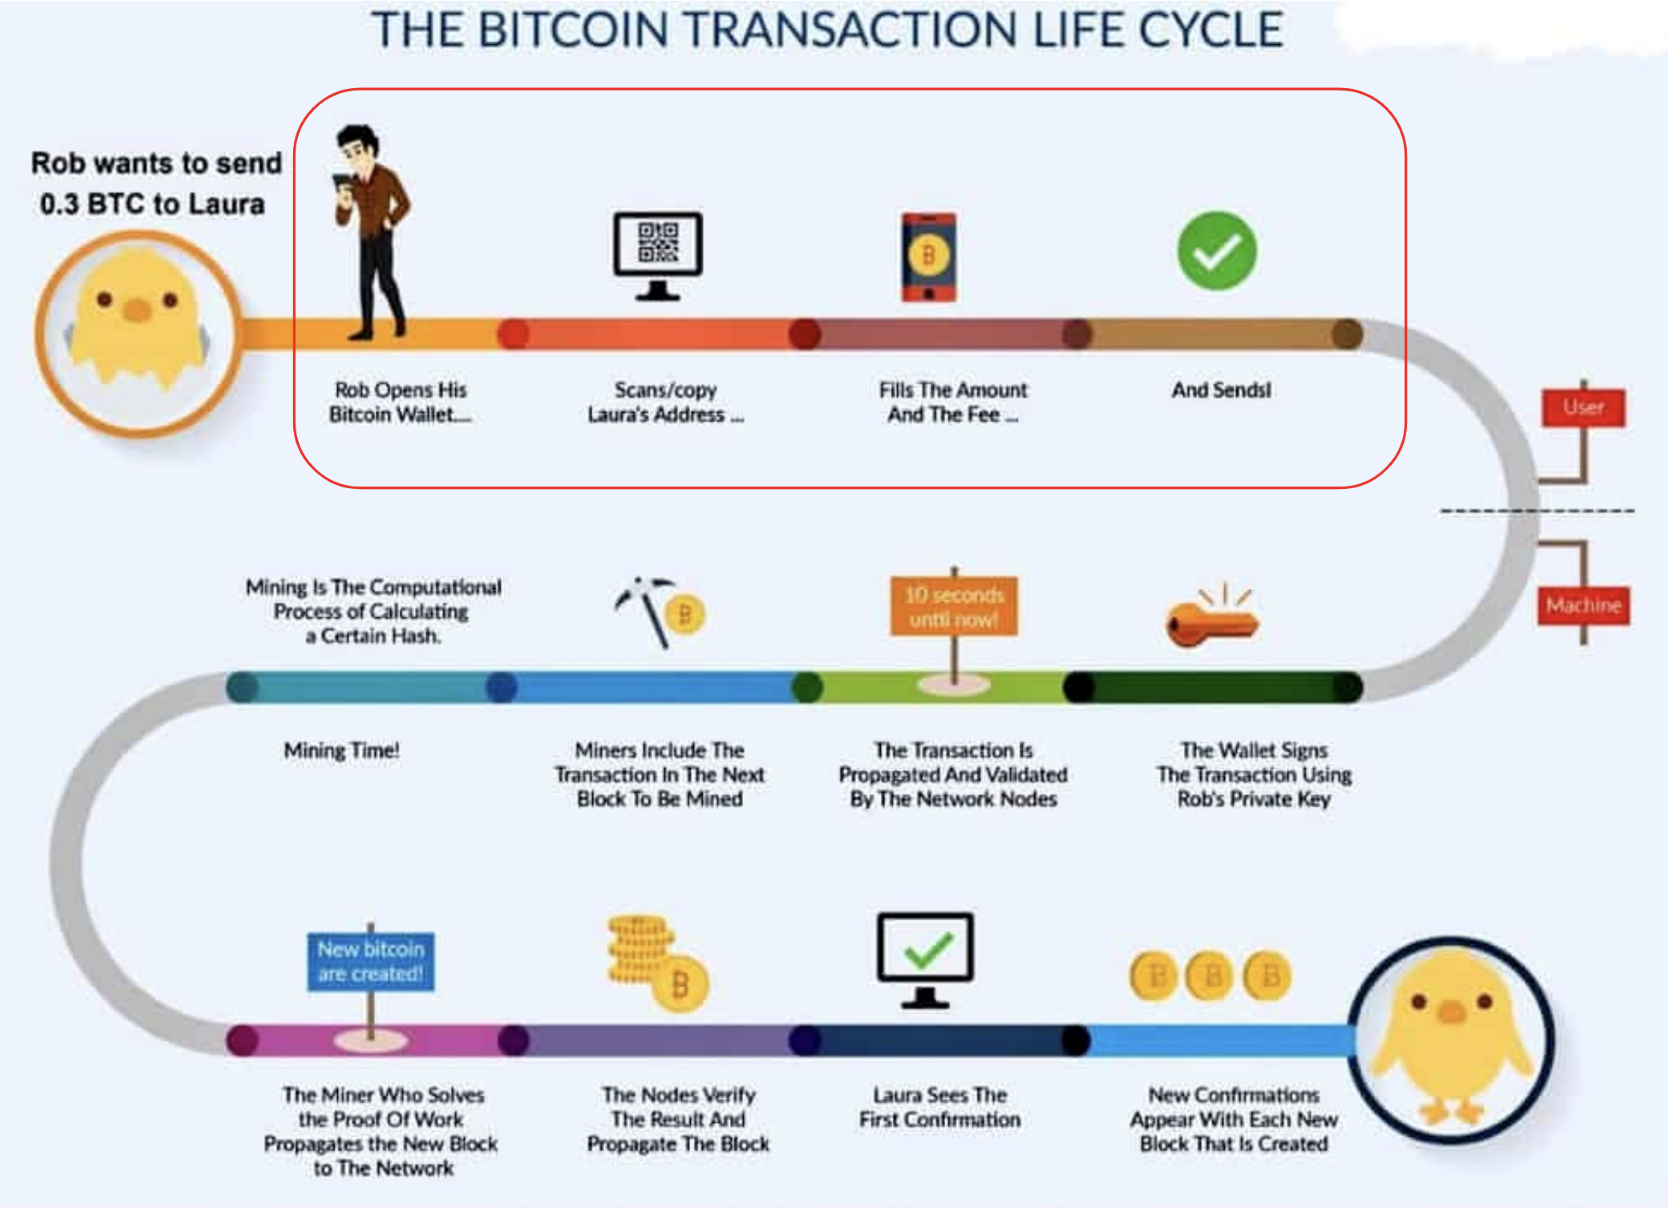 THE BITCOIN TRANSACTION LIFE CYCLE
Rob wants to send
0.3 BTC to Laura
Rob Opens His
Bitcoin Wallet....
Scans/copy
Laura's Address ...
Fills The Amount
And The Fee ...
And Sends!
User
Machine
The Wallet Signs
The Transaction Using
Rob's Private Key
10 seconds
until now!
The Transaction Is
Propagated And Validated
By The Network Nodes
Miners Include The
Transaction In The Next
Block To Be Mined
Mining Is The Computational
Process of Calculating
a Certain Hash.
Mining Time!
New bitcoin
are created!
The Miner Who Solves
the Proof Of Work
Propagates the New Block
to The Network
The Nodes Verify
The Result And
Propagate The Block
Laura Sees The
First Confirmation
New Confirmations
Appear With Each New
Block That Is Created